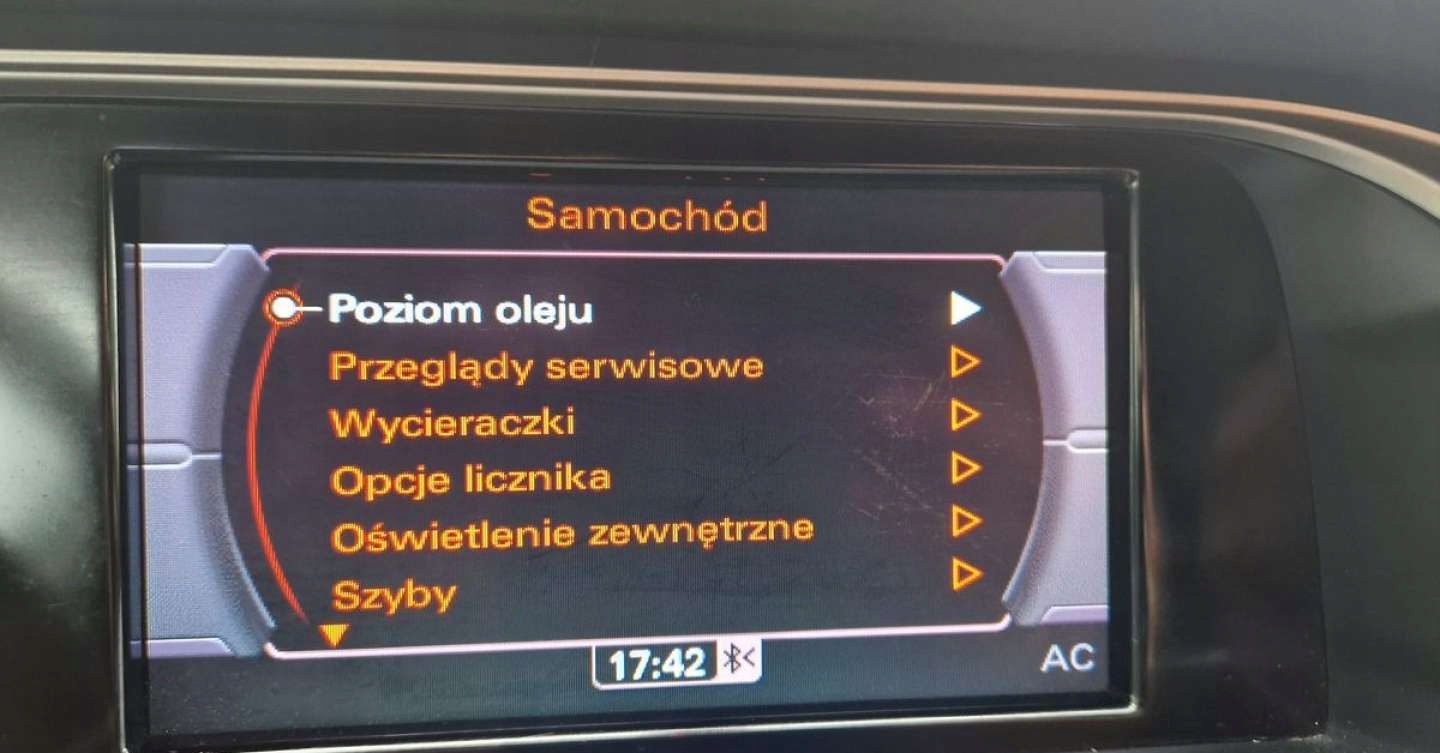 Samochód
Poziom oleju
Przeglądy serwisowe
Wycieraczki
Opcje licznika
Oświetlenie zewnętrzne
Szyby
17:42
AC